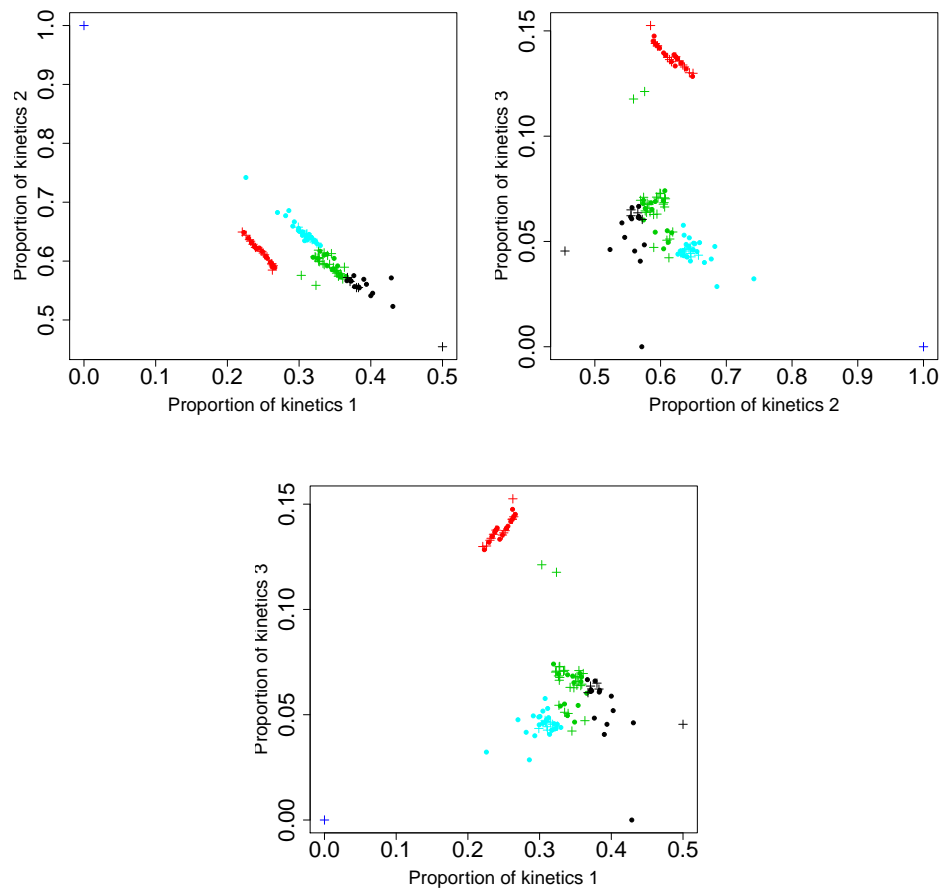 Proportion of kinetics 2
1.0
0.9
0.8
0.7
0.6
0.5
0.0 0.1 0.2 0.3 0.4 0.5
Proportion of kinetics 1
Proportion of kinetics 3
0.15
0.10
0.05
0.00
0.5 0.6 0.7 0.8 0.9 1.0
Proportion of kinetics 2
Proportion of kinetics 3
0.15
0.10
0.05
0.00
0.0 0.1 0.2 0.3 0.4 0.5
Proportion of kinetics 1